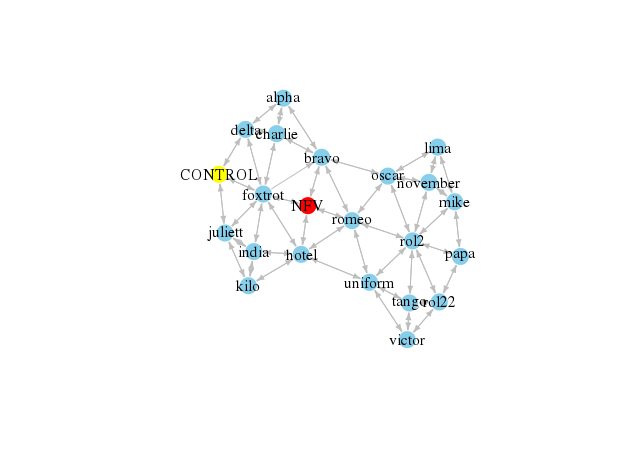 alpha
delta
charlie
bravo
lima
CONTROL
oscar
november
foxtrot
NFV
mike
romeo
juliett
rol2
india
hotel
papa
kilo
uniform
tango
rol22
victor